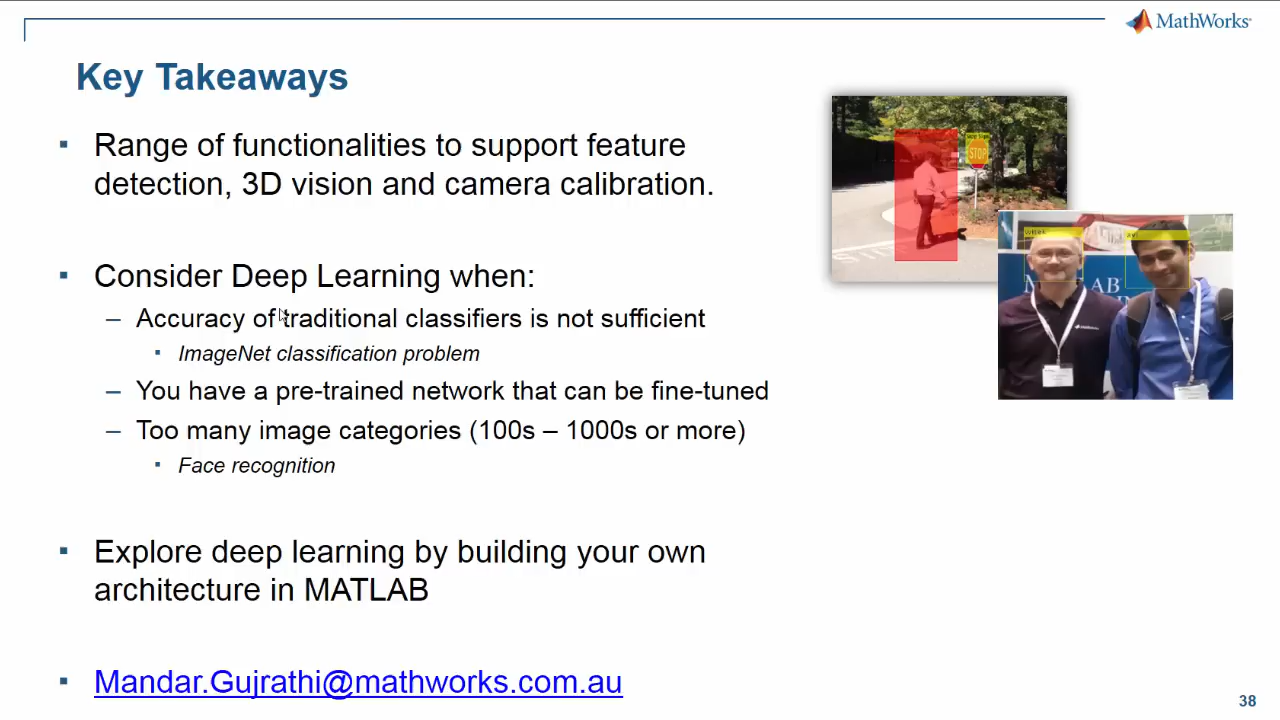 MathWorks®
Key Takeaways
Range of functionalities to support feature
detection, 3D vision and camera calibration.
Consider Deep Learning when:
– Accuracy of traditional classifiers is not sufficient
ImageNet classification problem
– You have a pre-trained network that can be fine-tuned
– Too many image categories (100s – 1000s or more)
Face recognition
Explore deep learning by building your own
architecture in MATLAB
Mandar.Gujrathi@mathworks.com.au
STOP
38